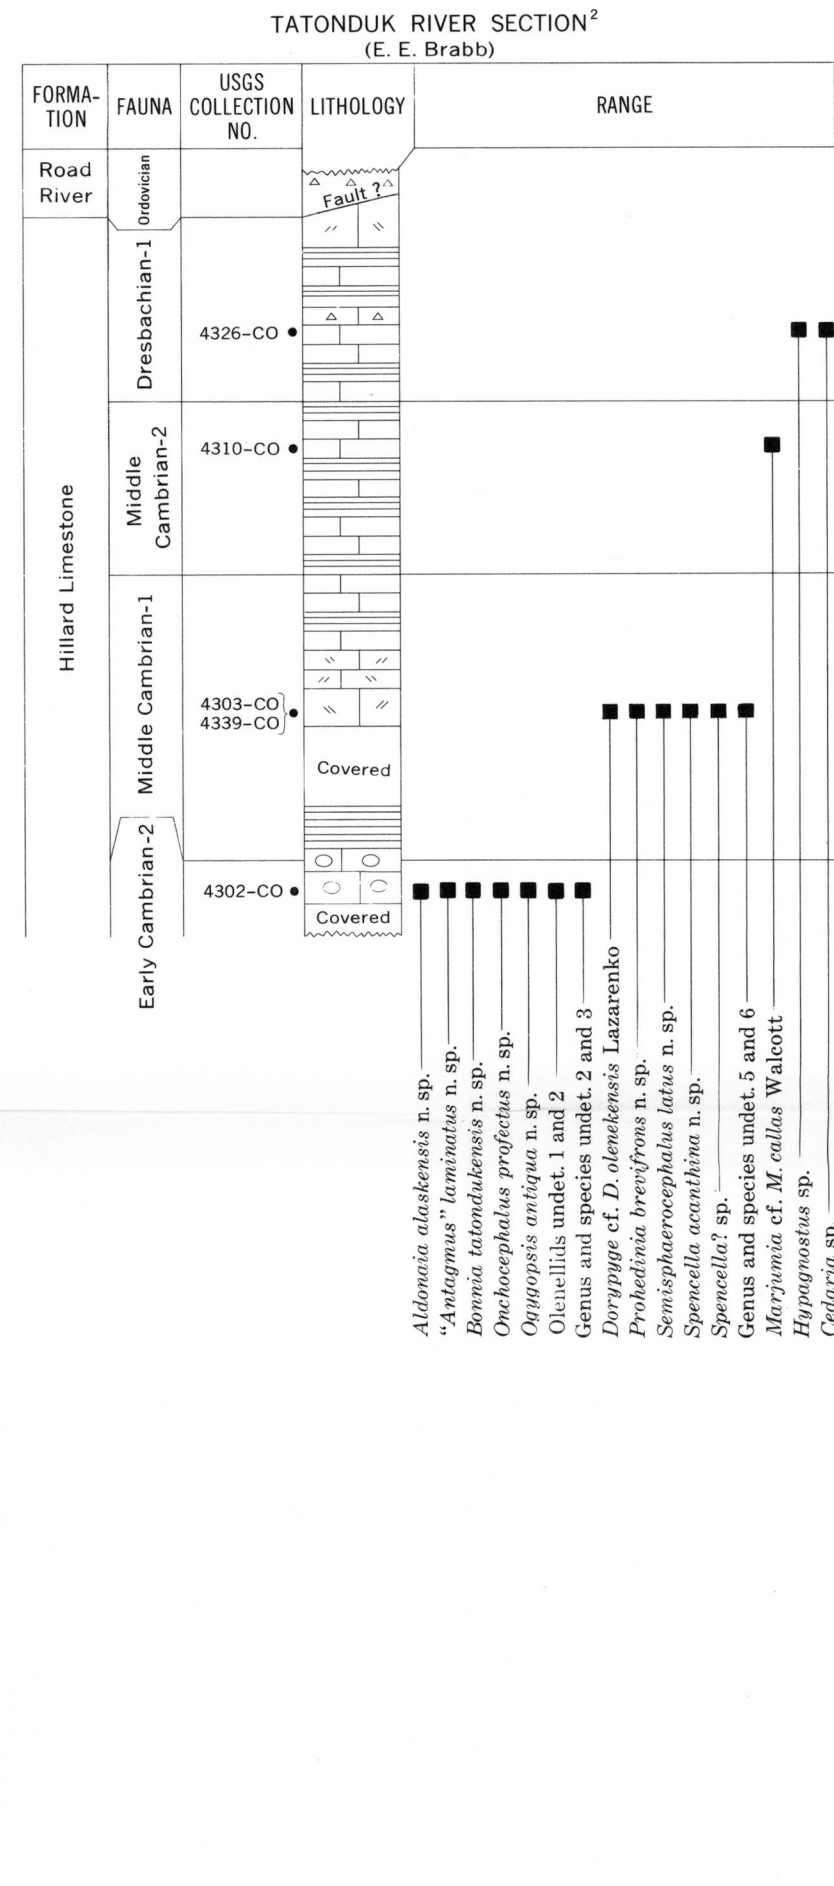 TATONDUK RIVER SECTION²
(E. E. Brabb)
FORMA-
TION
FAUNA
USGS
COLLECTION
NO.
LITHOLOGY
RANGE
Road
River
Ordovician
Fault ?
Dresbachian-1
4326-CO
Middle
Cambrian-2
4310-CO
Hillard Limestone
Middle Cambrian-1
4303-CO
4339-CO
Covered
Early Cambrian-2
4302-CO
Covered
Aldonaia alaskensis n. sp.
"Antagmus" laminatus n. sp.
Bonnia tatondukensis n. sp.
Onchocephalus profectus n. sp.
Ogygopsis antiqua n. sp.
Olenellids undet. 1 and 2
Genus and species undet. 2 and 3
Dorypyge cf. D. olenekensis Lazarenko
Prohedinia brevifrons n. sp.
Semisphaerocephalus latus n. sp.
Spencella acanthina n. sp.
Spencella? sp.
Genus and species undet. 5 and 6
Marjumia cf. M. callas Walcott
Hypagnostus sp.
Cedaria sp.